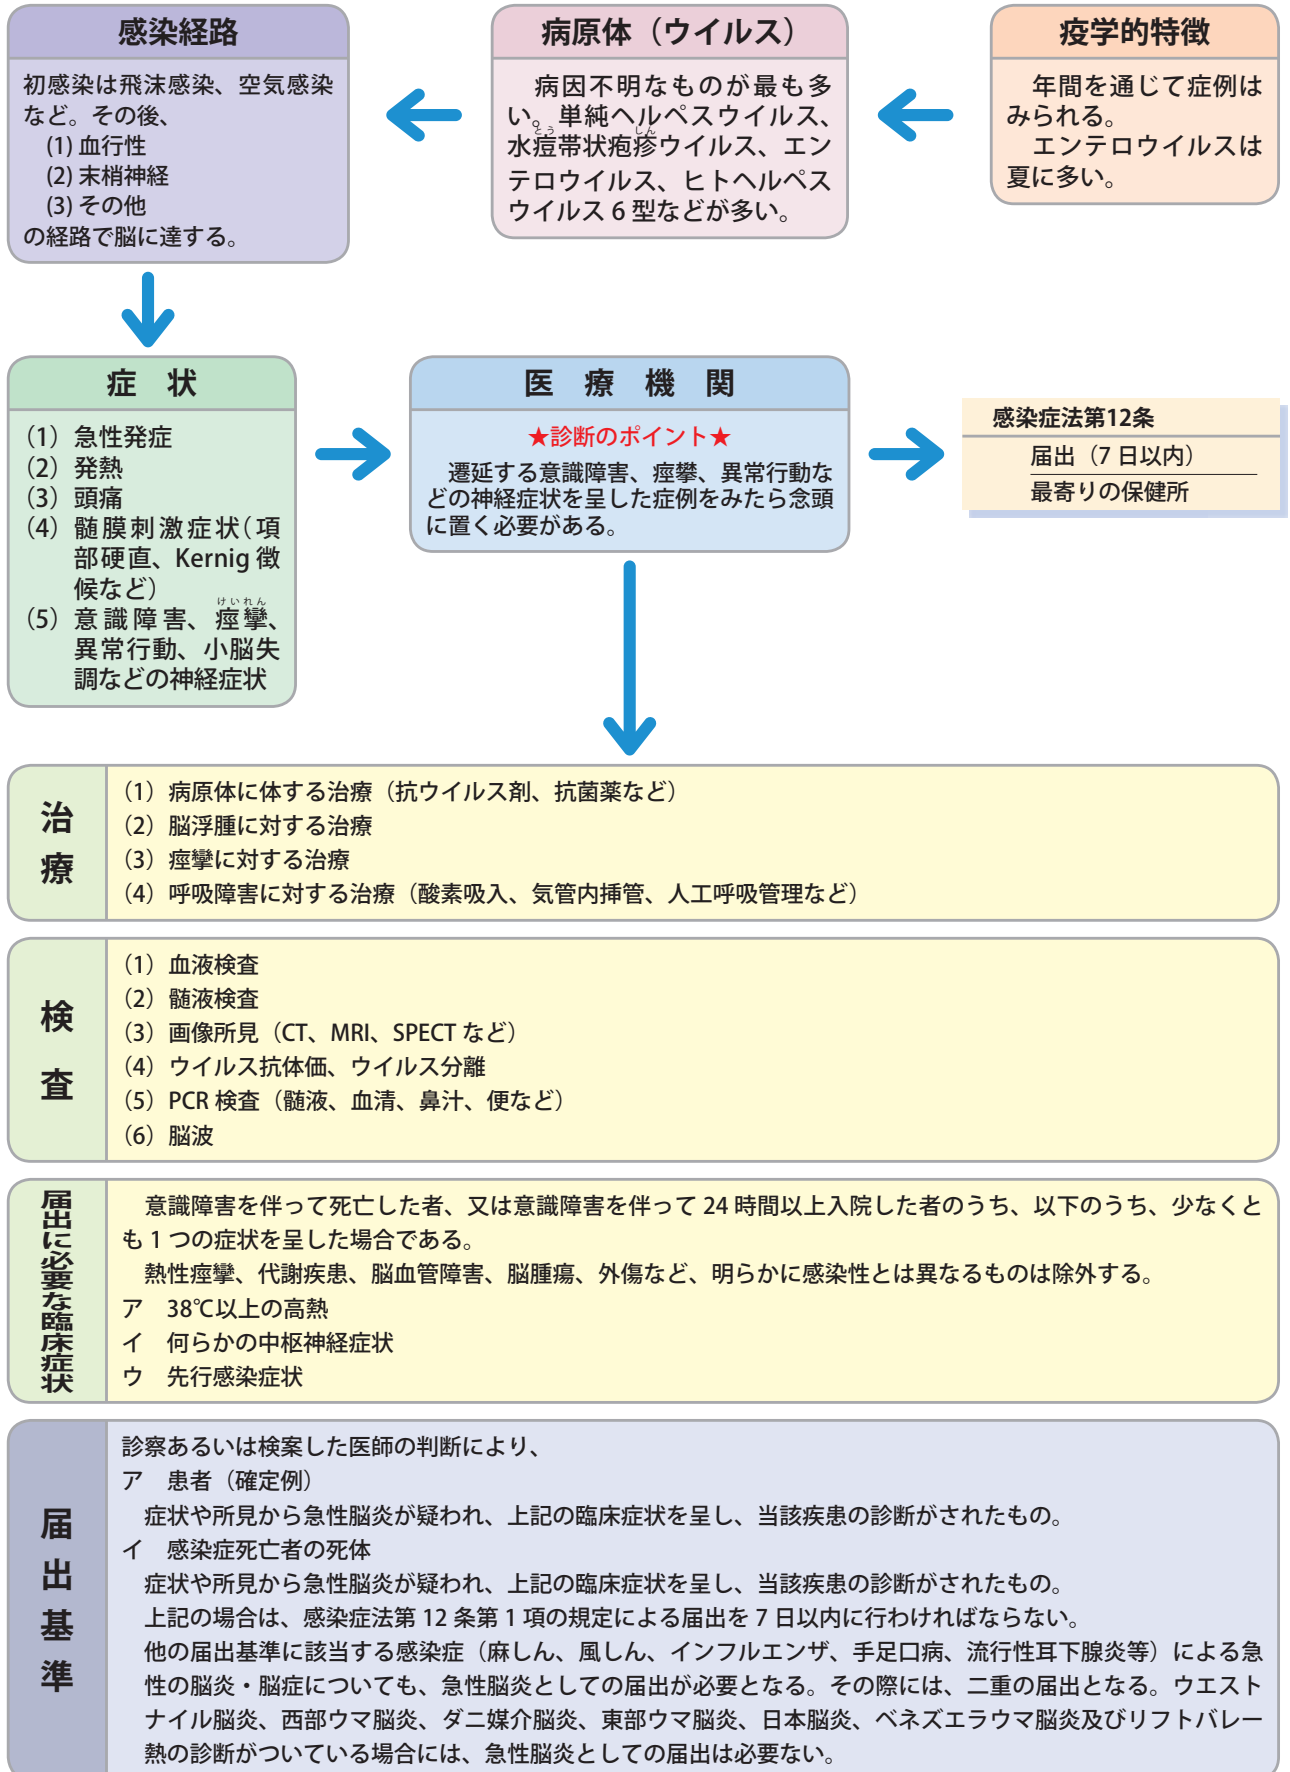 感染経路
初感染は飛沫感染、空気感染
など。その後、
(1) 血行性
(2) 末梢神経
(3) その他
の経路で脳に達する。
病原体（ウイルス）
病因不明なものが最も多
い。単純ヘルペスウイルス、
とう しん
水痘帯状疱疹ウイルス、エン
テロウイルス、ヒトヘルペス
ウイルス 6 型などが多い。
疫学的特徴
年間を通じて症例は
みられる。
エンテロウイルスは
夏に多い。
症 状
（1）急性発症
（2）発熱
（3）頭痛
（4）髄膜刺激症状（項
部硬直、Kernig 徴
候など）
けいれん
（5）意識障害、痙攣、
異常行動、小脳失
調などの神経症状
医 療 機 関
★診断のポイント★
遷延する意識障害、痙攣、異常行動な
どの神経症状を呈した症例をみたら念頭
に置く必要がある。
感染症法第12条
届出（7 日以内）
最寄りの保健所
治療
（1）病原体に体する治療（抗ウイルス剤、抗菌薬など）
（2）脳浮腫に対する治療
（3）痙攣に対する治療
（4）呼吸障害に対する治療（酸素吸入、気管内挿管、人工呼吸管理など）
検査
（1）血液検査
（2）髄液検査
（3）画像所見（CT、MRI、SPECT など）
（4）ウイルス抗体価、ウイルス分離
（5）PCR 検査（髄液、血清、鼻汁、便など）
（6）脳波
届出に必要な臨床症状
意識障害を伴って死亡した者、又は意識障害を伴って 24 時間以上入院した者のうち、以下のうち、少なくと
も 1 つの症状を呈した場合である。
熱性痙攣、代謝疾患、脳血管障害、脳腫瘍、外傷など、明らかに感染性とは異なるものは除外する。
ア 38℃以上の高熱
イ 何らかの中枢神経症状
ウ 先行感染症状
届出基準
診察あるいは検案した医師の判断により、
ア 患者（確定例）
症状や所見から急性脳炎が疑われ、上記の臨床症状を呈し、当該疾患の診断がされたもの。
イ 感染症死亡者の死体
症状や所見から急性脳炎が疑われ、上記の臨床症状を呈し、当該疾患の診断がされたもの。
上記の場合は、感染症法第 12 条第 1 項の規定による届出を 7 日以内に行わければならない。
他の届出基準に該当する感染症（麻しん、風しん、インフルエンザ、手足口病、流行性耳下腺炎等）による急
性の脳炎・脳症についても、急性脳炎としての届出が必要となる。その際には、二重の届出となる。ウエスト
ナイル脳炎、西部ウマ脳炎、ダニ媒介脳炎、東部ウマ脳炎、日本脳炎、ベネズエラウマ脳炎及びリフトバレー
熱の診断がついている場合には、急性脳炎としての届出は必要ない。